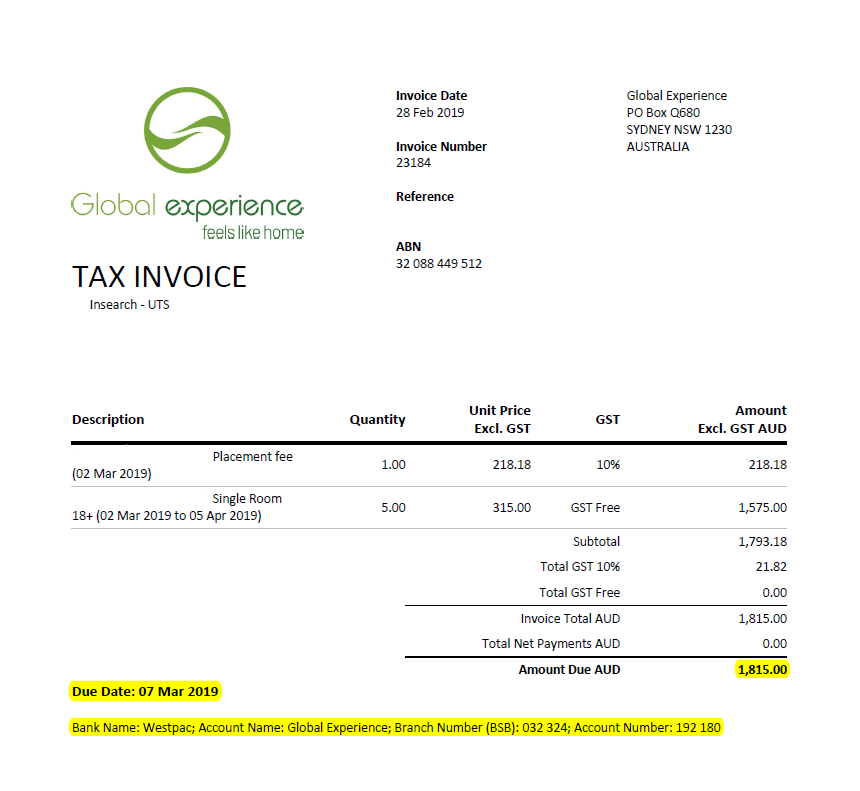 Global experience
feels like home
TAX INVOICE
Insearch - UTS
Invoice Date
28 Feb 2019
Invoice Number
23184
Reference
ABN
32 088 449 512
Global Experience
PO Box Q680
SYDNEY NSW 1230
AUSTRALIA
Description Quantity Unit Price Excl. GST GST Amount Excl. GST AUD
Placement fee
(02 Mar 2019) 1.00 218.18 10% 218.18
Single Room
18+ (02 Mar 2019 to 05 Apr 2019) 5.00 315.00 GST Free 1,575.00
Subtotal 1,793.18
Total GST 10% 21.82
Total GST Free 0.00
Invoice Total AUD 1,815.00
Total Net Payments AUD 0.00
Amount Due AUD 1,815.00
Due Date: 07 Mar 2019
Bank Name: Westpac; Account Name: Global Experience; Branch Number (BSB): 032 324; Account Number: 192 180